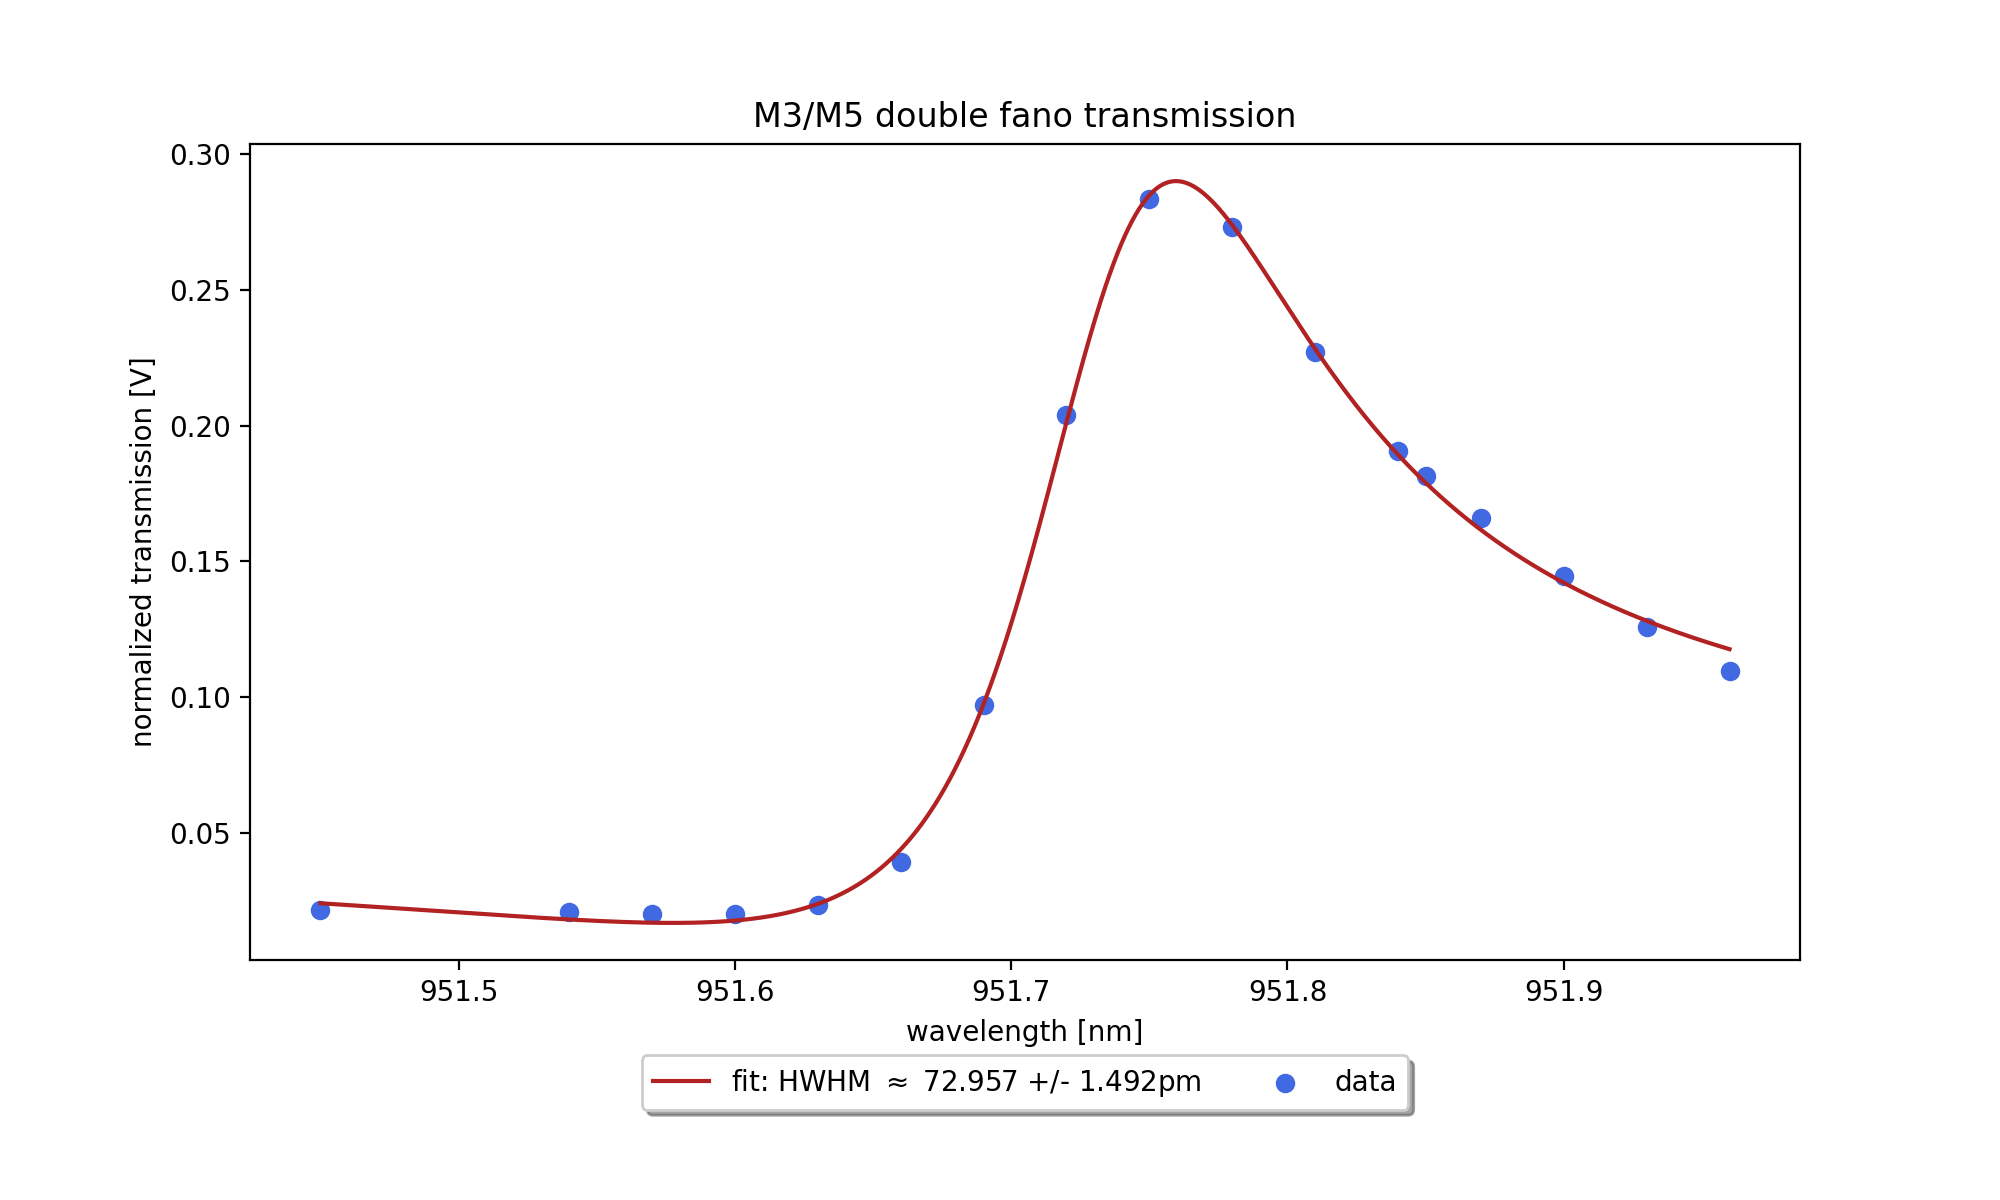 M3/M5 double fano transmission
0.30
0.25
0.20
0.15
0.10
0.05
normalized transmission [V]
951.5 951.6 951.7 951.8 951.9
wavelength [nm]
fit: HWHM ≈ 72.957 +/- 1.492pm data